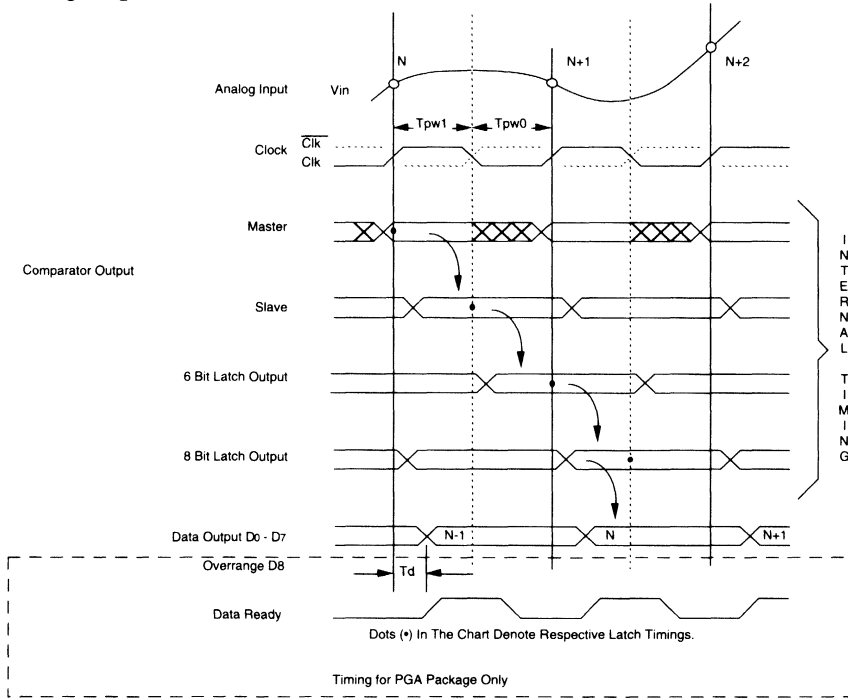 N
N+1
N+2
Analog Input Vin
Tpw1 Tpw0
Clock Clk
Clk
Master
Comparator Output
Slave
6 Bit Latch Output
8 Bit Latch Output
INTERNAL TIMING
Data Output D0 - D7 N-1 N N+1
Overrange D8
Td
Data Ready
Dots (•) In The Chart Denote Respective Latch Timings.
Timing for PGA Package Only